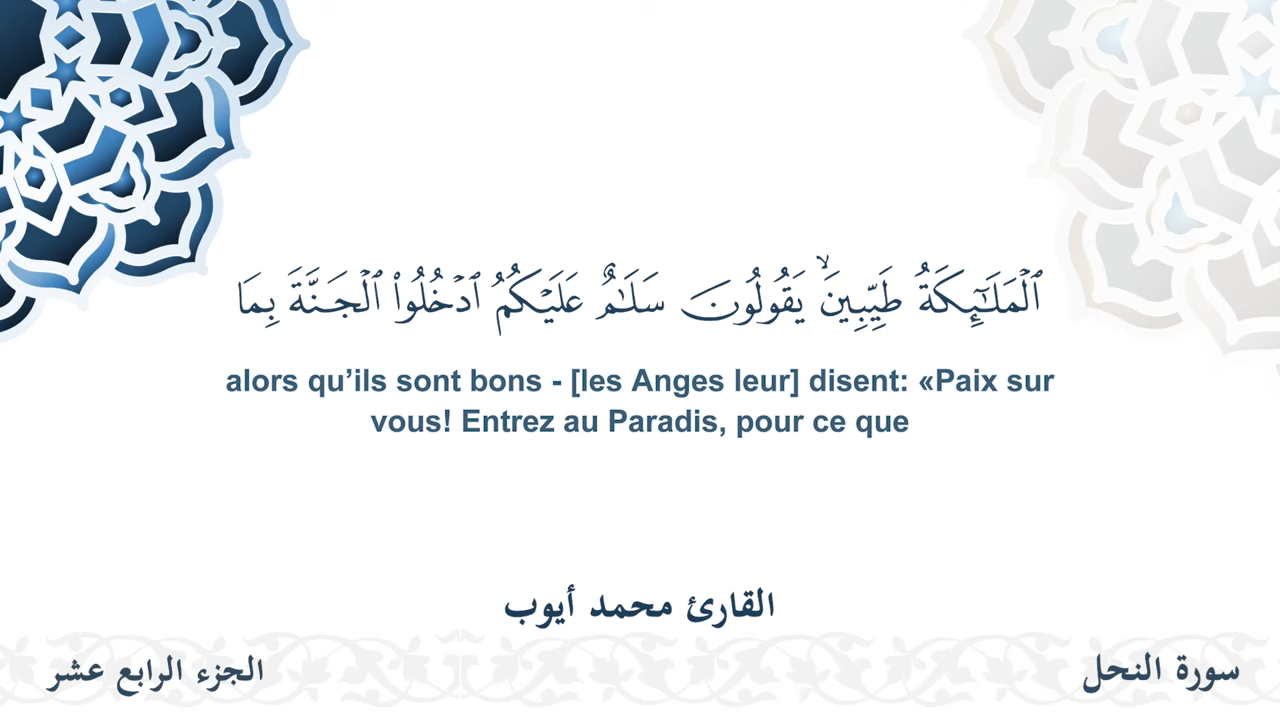 ٱلْمَلَـٰٓئِكَةُ طَيِّبِينَ ۙ يَقُولُونَ سَلَـٰمٌ عَلَيْكُمُ ٱدْخُلُوا۟ ٱلْجَنَّةَ بِمَا
alors qu’ils sont bons - [les Anges leur] disent: «Paix sur
vous! Entrez au Paradis, pour ce que
القارئ محمد أيوب
سورة النحل
الجزء الرابع عشر